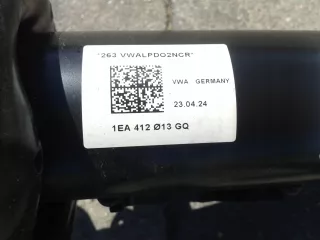 *263 VWALPDO2NCR*
VWA GERMANY
23.04.24
1EA 412 Ø13 GQ